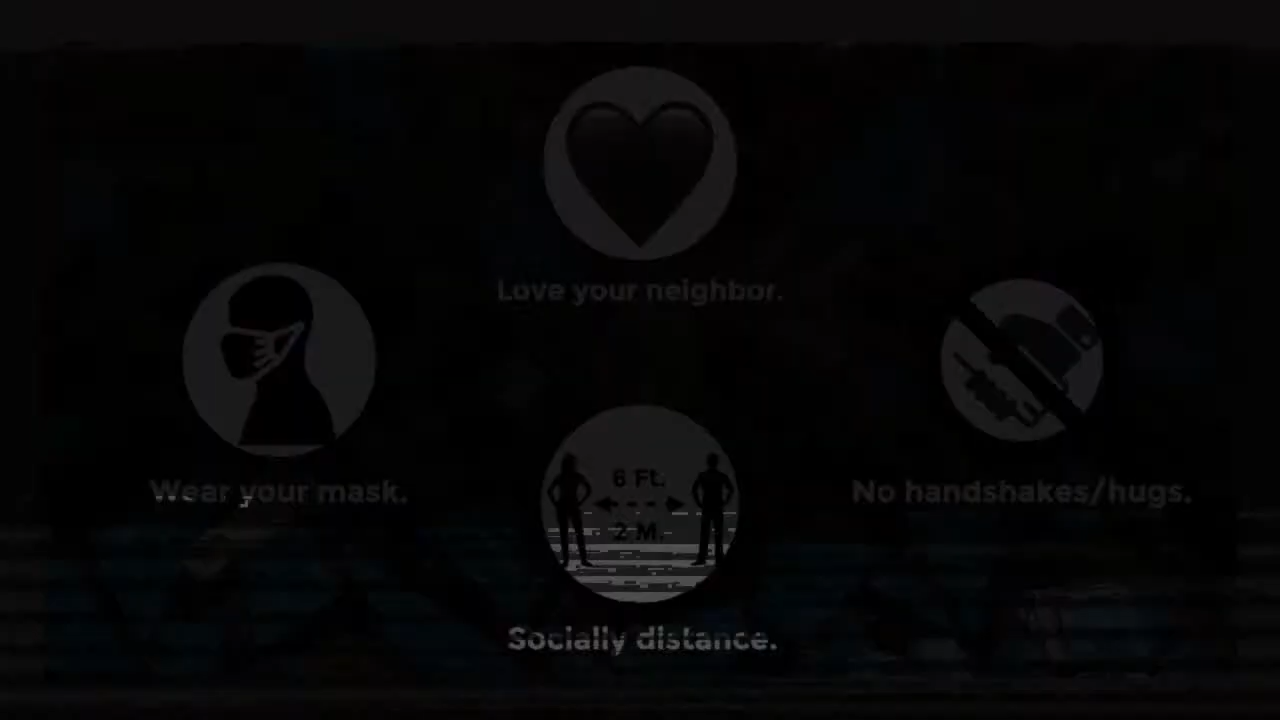 Love your neighbor.
Wear your mask.
No handshakes/hugs.
6 Ft.
2 M.
Socially distance.